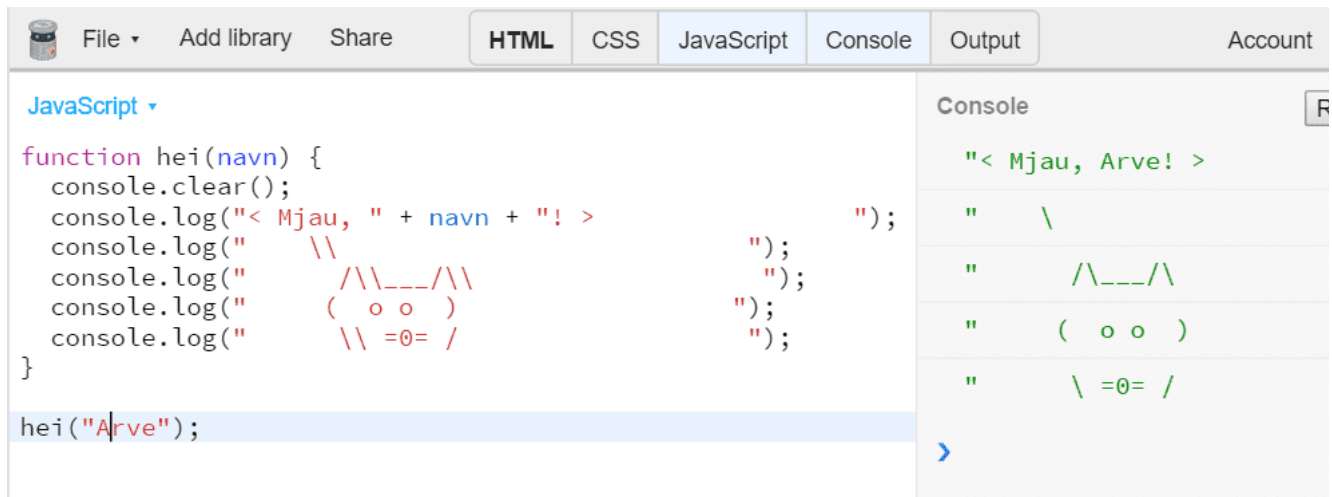 File ▾ Add library Share HTML CSS JavaScript Console Output Account
JavaScript ▾
function hei(navn) {
  console.clear();
  console.log("< Mjau, " + navn + "! >                 ");
  console.log("    \\                           ");
  console.log("      /\\___/\\                   ");
  console.log("     (  o o  )                  ");
  console.log("      \\ =0= /                   ");
}
hei("Arve");
Console R
"< Mjau, Arve! >
"    \
"      /\___/\
"     (  o o  )
"      \ =0= /
❯